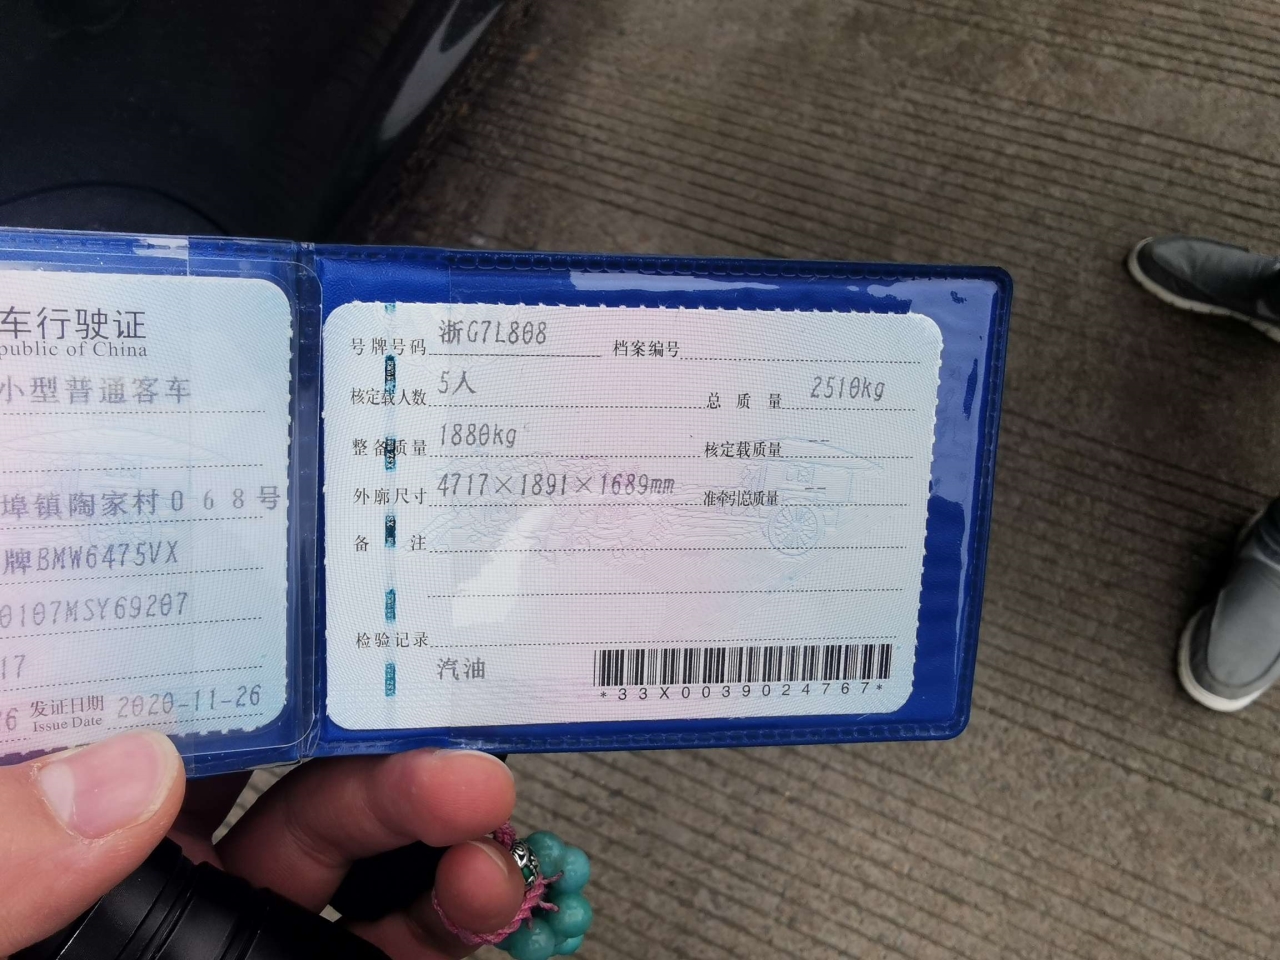 车行驶证
public of China
小型普通客车
埠镇陶家村068号
牌BMW6475VX
0107MSY69207
17
26 发证日期 2020-11-26
Issue Date
号牌号码 浙G7L808 档案编号
核定载人数 5人 总质量 2510kg
整备质量 1880kg 核定载质量 --
外廓尺寸 4717×1891×1689mm 准牵引总质量 --
备注
检验记录
汽油
*33X0039024767*